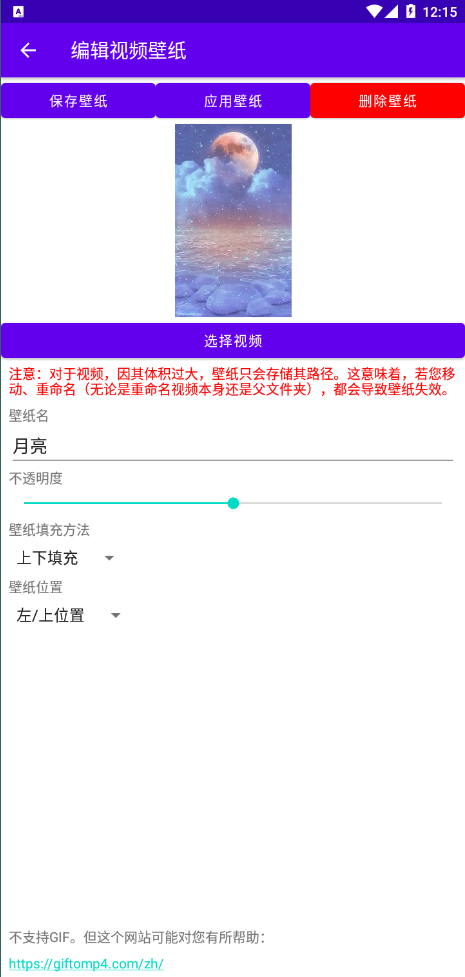 12:15
编辑视频壁纸
保存壁纸 应用壁纸 删除壁纸
选择视频
注意：对于视频，因其体积过大，壁纸只会存储其路径。这意味着，若您移
动、重命名（无论是重命名视频本身还是父文件夹），都会导致壁纸失效。
壁纸名
月亮
不透明度
壁纸填充方法
上下填充
壁纸位置
左/上位置
不支持GIF。但这个网站可能对您有所帮助：
https://giftomp4.com/zh/